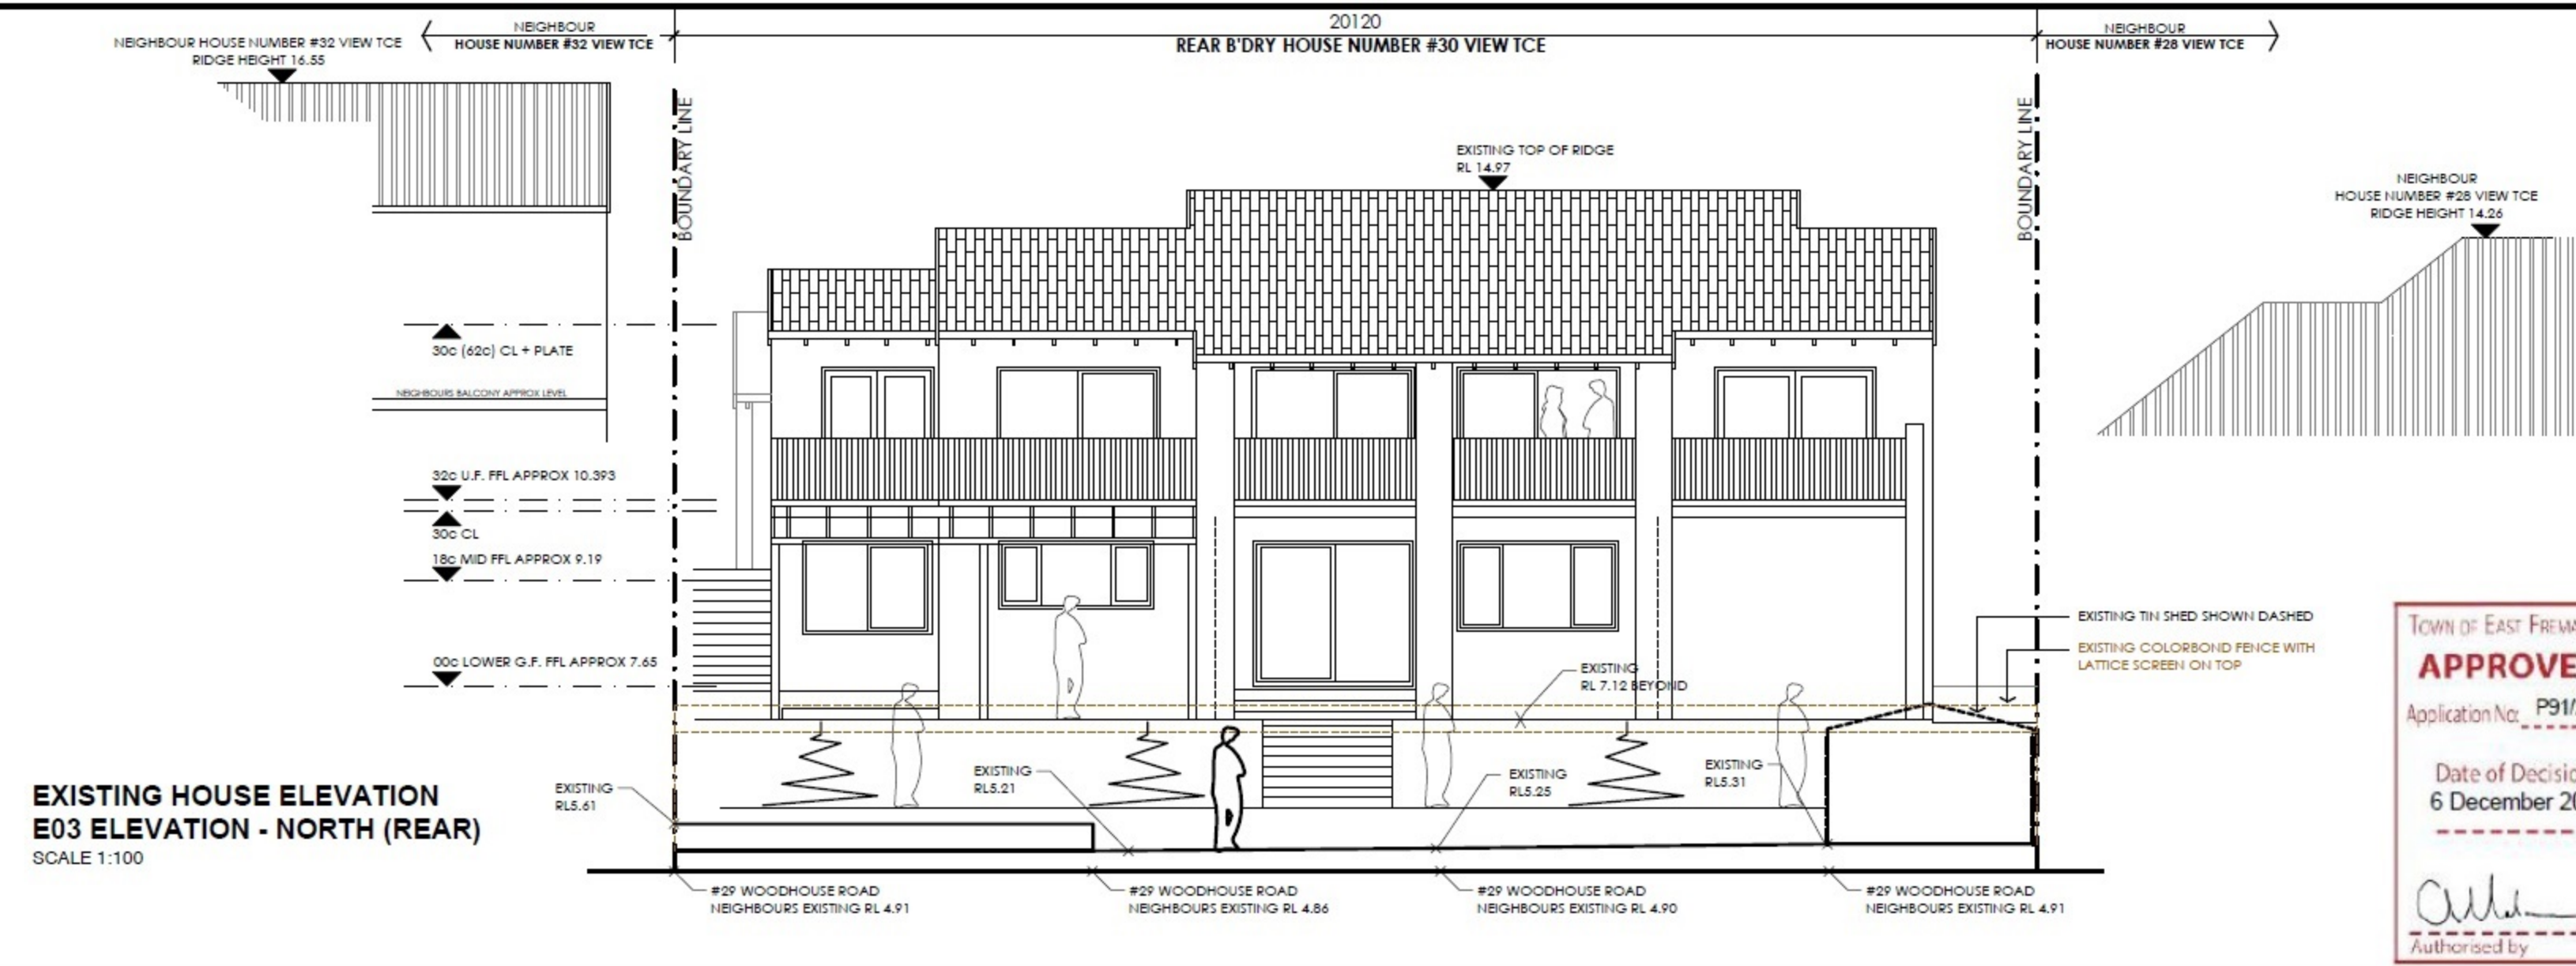 20120
REAR B'DRY HOUSE NUMBER #30 VIEW TCE
NEIGHBOUR
HOUSE NUMBER #32 VIEW TCE
NEIGHBOUR
HOUSE NUMBER #28 VIEW TCE
NEIGHBOUR HOUSE NUMBER #32 VIEW TCE
RIDGE HEIGHT 16.55
BOUNDARY LINE
BOUNDARY LINE
EXISTING TOP OF RIDGE
RL 14.97
NEIGHBOUR
HOUSE NUMBER #28 VIEW TCE
RIDGE HEIGHT 14.26
30c (62c) CL + PLATE
NEIGHBOURS BALCONY APPROX LEVEL
32c U.F. FFL APPROX 10.393
30c CL
18c MID FFL APPROX 9.19
00c LOWER G.F. FFL APPROX 7.65
EXISTING TIN SHED SHOWN DASHED
EXISTING COLORBOND FENCE WITH
LATTICE SCREEN ON TOP
EXISTING
RL 7.12 BEYOND
EXISTING
RL5.61
EXISTING
RL5.21
EXISTING
RL5.25
EXISTING
RL5.31
EXISTING HOUSE ELEVATION
E03 ELEVATION - NORTH (REAR)
SCALE 1:100
#29 WOODHOUSE ROAD
NEIGHBOURS EXISTING RL 4.91
#29 WOODHOUSE ROAD
NEIGHBOURS EXISTING RL 4.86
#29 WOODHOUSE ROAD
NEIGHBOURS EXISTING RL 4.90
#29 WOODHOUSE ROAD
NEIGHBOURS EXISTING RL 4.91
TOWN OF EAST FREMA
APPROVE
Application No: P91/
Date of Decisio
6 December 20
Authorised by